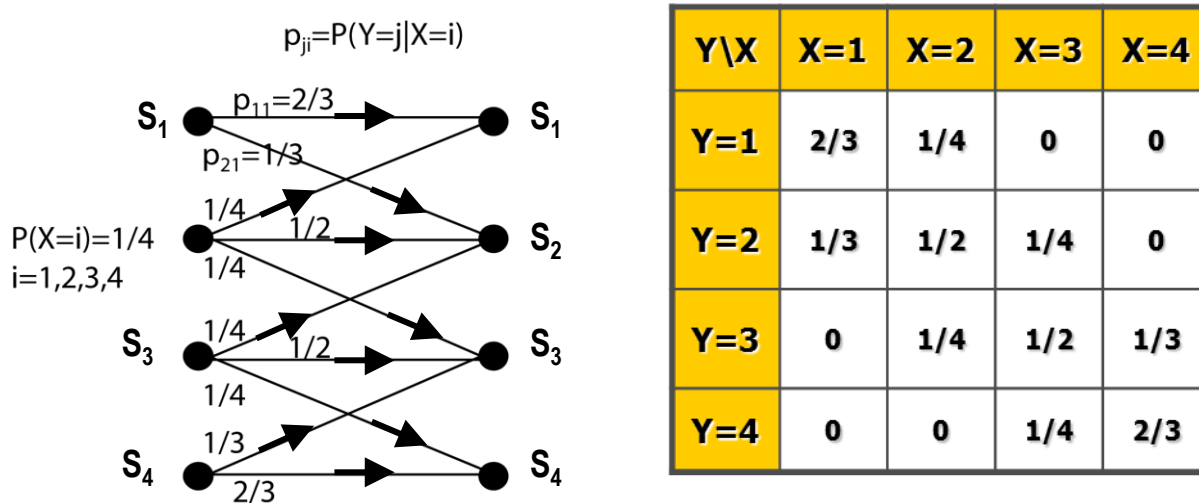 pji=P(Y=j|X=i)
S1 p11=2/3 S1
p21=1/3
1/4 1/2 S2
P(X=i)=1/4
i=1,2,3,4
1/4
S3 1/4 1/2 S3
1/4
1/3
S4 2/3 S4
Y\X X=1 X=2 X=3 X=4
Y=1 2/3 1/4 0 0
Y=2 1/3 1/2 1/4 0
Y=3 0 1/4 1/2 1/3
Y=4 0 0 1/4 2/3